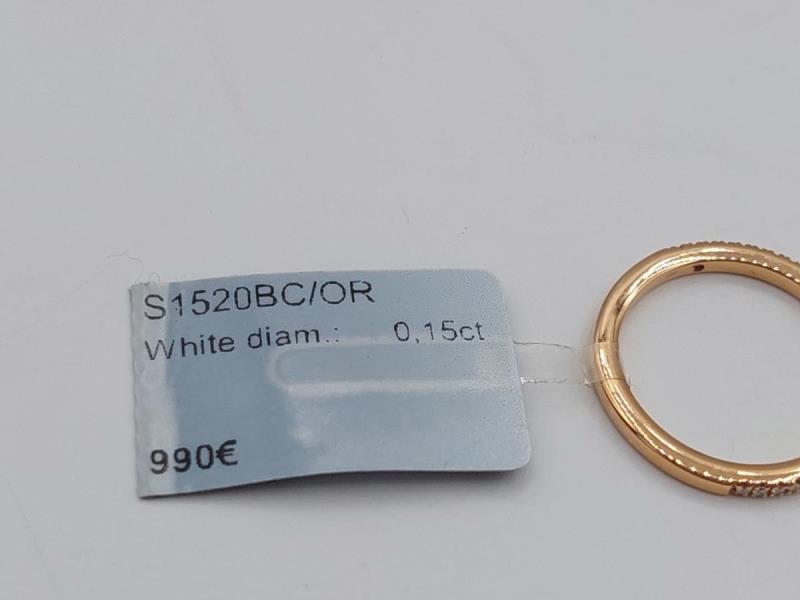 S1520BC/OR
White diam.: 0,15ct
990€